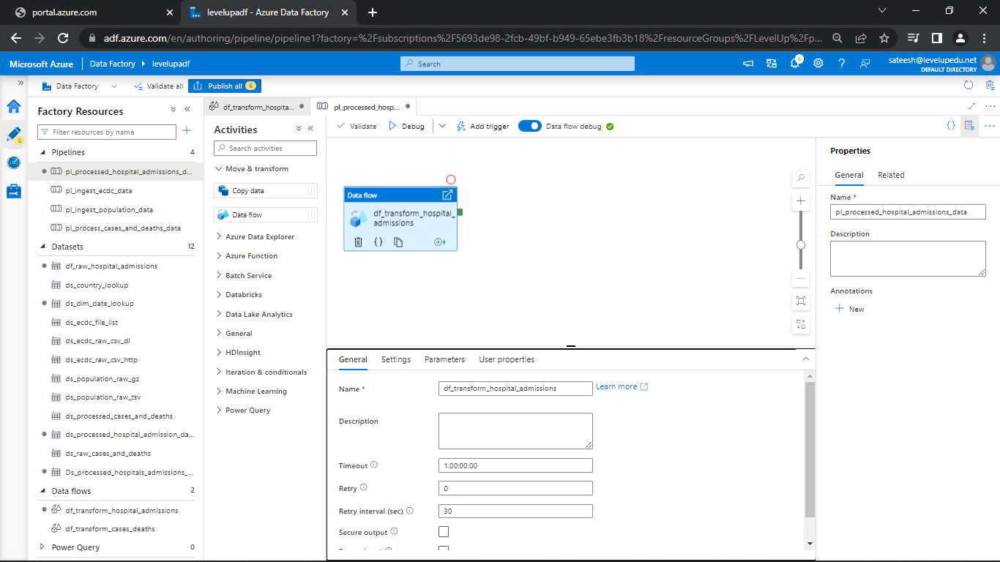 portal.azure.com
levelupadf - Azure Data Factory
adf.azure.com/en/authoring/pipeline/pipeline1?factory=%2Fsubscriptions%2F5693de98-2fcb-49bf-b949-65ebe3fb3b18%2FresourceGroups%2FLevelUp%2Fp...
Microsoft Azure
Data Factory
levelupadf
Search
6
sateesh@levelupedu.net
DEFAULT DIRECTORY
Data Factory
Validate all
Publish all 6
6
Factory Resources
Filter resources by name
Pipelines 4
pl_processed_hospital_admissions_d...
pl_ingest_ecdc_data
pl_ingest_population_data
pl_process_cases_and_deaths_data
Datasets 12
df_raw_hospital_admissions
ds_country_lookup
ds_dim_date_lookup
ds_ecdc_file_list
ds_ecdc_raw_csv_dl
ds_ecdc_raw_csv_http
ds_population_raw_gz
ds_population_raw_tsv
ds_processed_cases_and_deaths
ds_processed_hospital_admission_da...
ds_raw_cases_and_deaths
Ds_processed_hospitals_admissions_...
Data flows 2
df_transform_hospital_admissions
df_transform_cases_deaths
Power Query 0
df_transform_hospita...
pl_processed_hosp...
Activities
Search activities
Move & transform
Copy data
Data flow
Azure Data Explorer
Azure Function
Batch Service
Databricks
Data Lake Analytics
General
HDInsight
Iteration & conditionals
Machine Learning
Power Query
Validate
Debug
Add trigger
Data flow debug
Data flow
df_transform_hospital_
admissions
General
Settings
Parameters
User properties
Name *
df_transform_hospital_admissions
Learn more
Description
Timeout
1.00:00:00
Retry
0
Retry interval (sec)
30
Secure output
Properties
General
Related
Name *
pl_processed_hospital_admissions_data
Description
Annotations
New